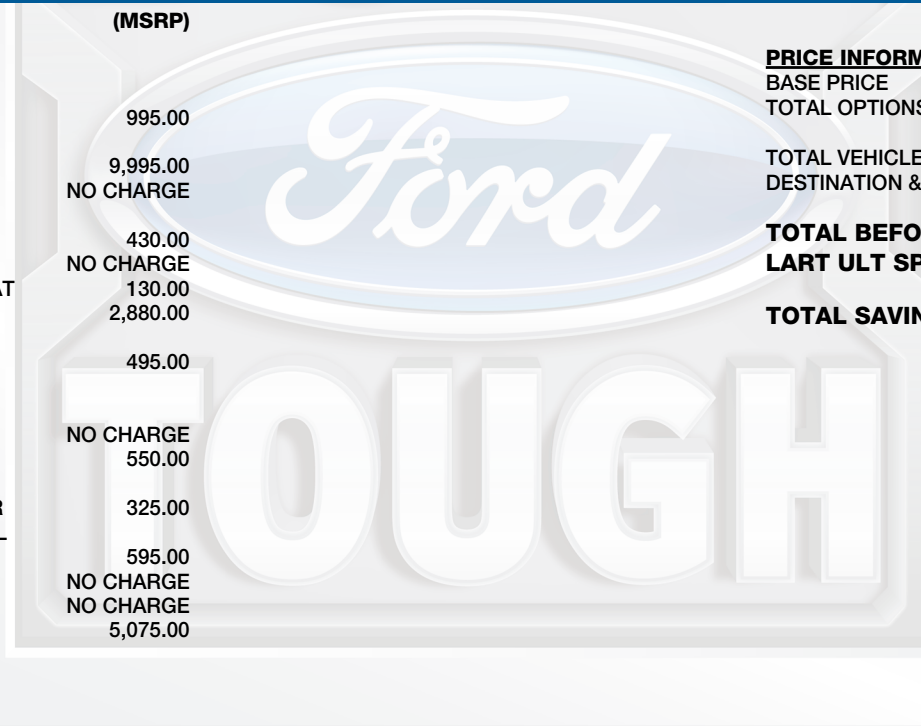 (MSRP)
995.00
9,995.00
NO CHARGE
430.00
NO CHARGE
AT 130.00
2,880.00
495.00
NO CHARGE
550.00
R 325.00
595.00
NO CHARGE
NO CHARGE
5,075.00
PRICE INFORM
BASE PRICE
TOTAL OPTIONS
TOTAL VEHICLE
DESTINATION &
TOTAL BEFO
LART ULT SP
TOTAL SAVIN
Ford
TOUGH